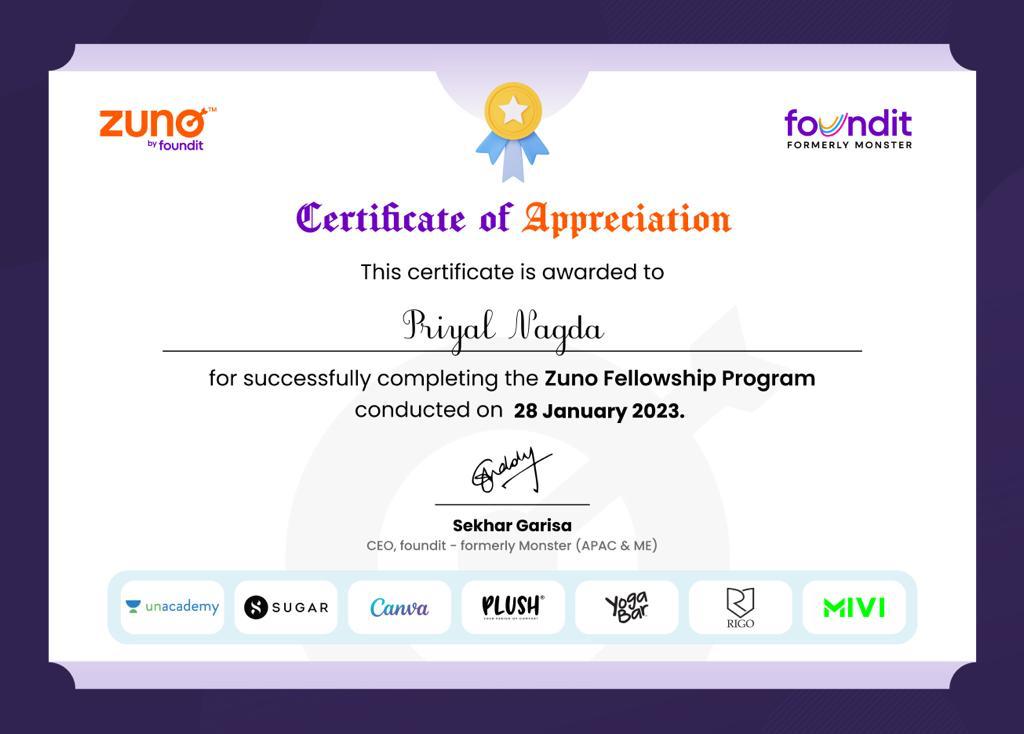 zuno™
by foundit
foundit
FORMERLY MONSTER
Certificate of Appreciation
This certificate is awarded to
Priyal Nagda
for successfully completing the Zuno Fellowship Program
conducted on 28 January 2023.
Sekhar Garisa
CEO, foundit - formerly Monster (APAC & ME)
unacademy
SUGAR
Canva
PLUSH®
Yoga
Bar
RIGO
MIVI